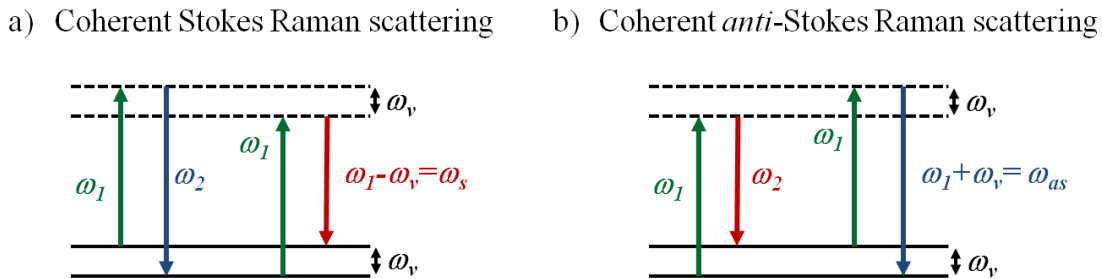 a) Coherent Stokes Raman scattering
b) Coherent anti-Stokes Raman scattering
ω₁
ω₂
ω₁
ω₁-ωᵥ=ωₛ
ωᵥ
ωᵥ
ω₁
ω₂
ω₁
ω₁+ωᵥ= ωₐₛ
ωᵥ
ωᵥ